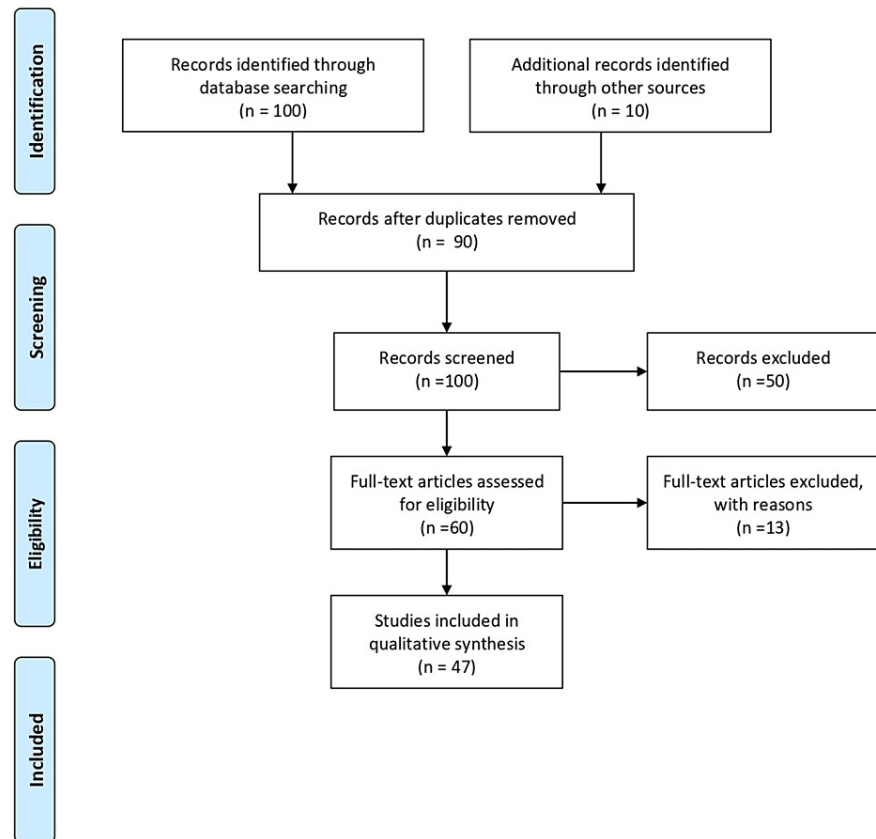 Identification
Records identified through
database searching
(n = 100)
Additional records identified
through other sources
(n = 10)
Records after duplicates removed
(n =  90)
Screening
Records screened
(n =100)
Records excluded
(n =50)
Eligibility
Full-text articles assessed
for eligibility
(n =60)
Full-text articles excluded,
with reasons
(n =13)
Studies included in
qualitative synthesis
(n = 47)
Included